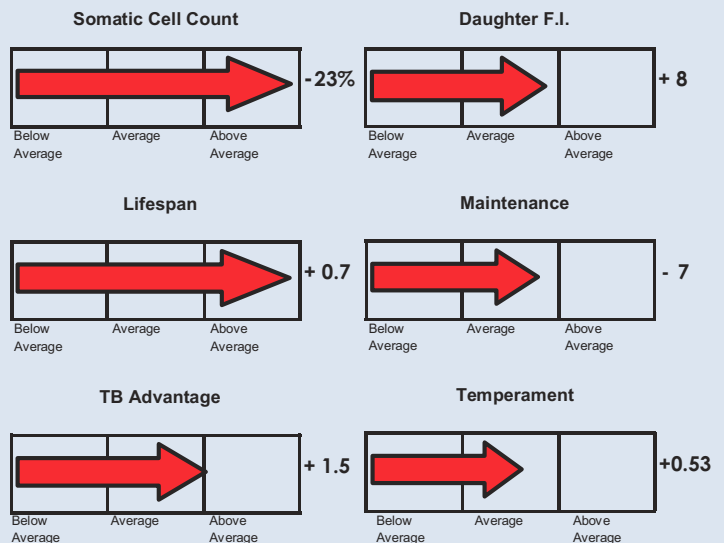 Somatic Cell Count
-23%
Below Average
Average
Above Average
Daughter F.I.
+ 8
Below Average
Average
Above Average
Lifespan
+ 0.7
Below Average
Average
Above Average
Maintenance
- 7
Below Average
Average
Above Average
TB Advantage
+ 1.5
Below Average
Average
Above Average
Temperament
+0.53
Below Average
Average
Above Average